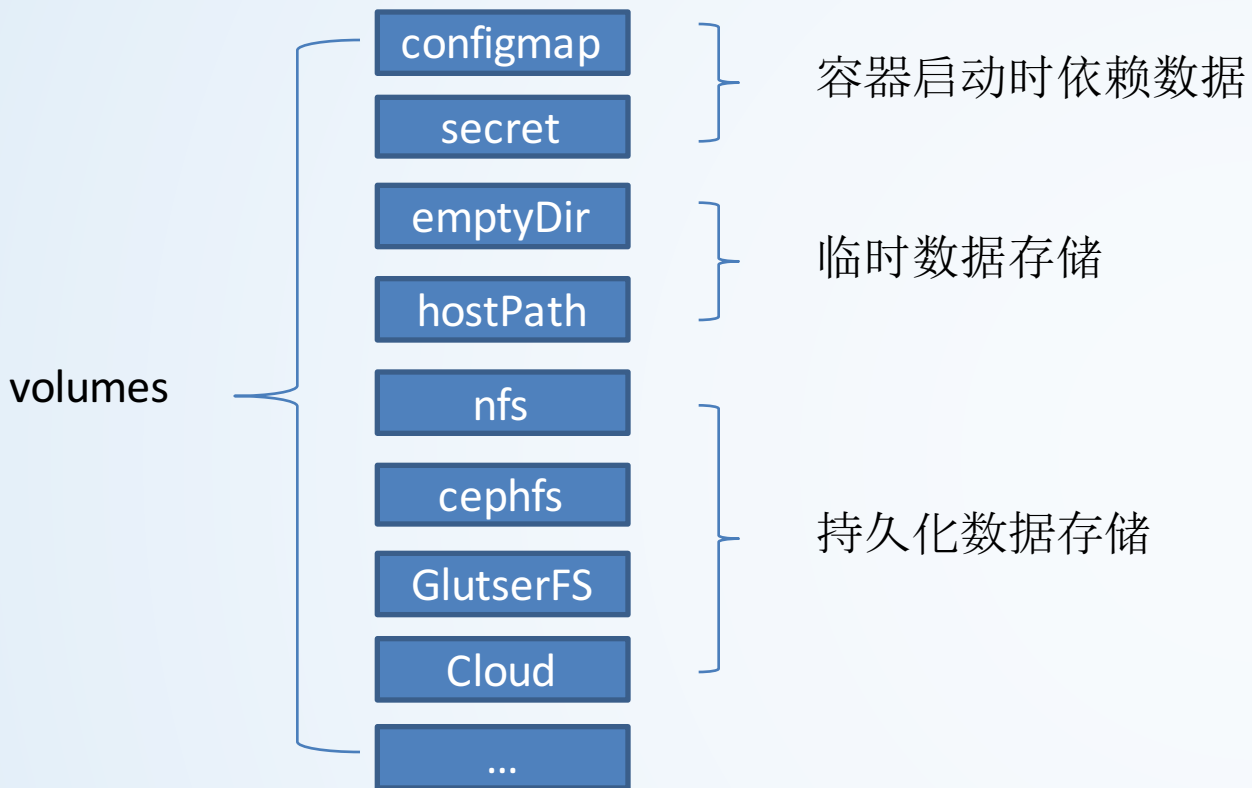 configmap
secret
容器启动时依赖数据
emptyDir
hostPath
临时数据存储
volumes
nfs
cephfs
GlutserFS
Cloud
持久化数据存储
...